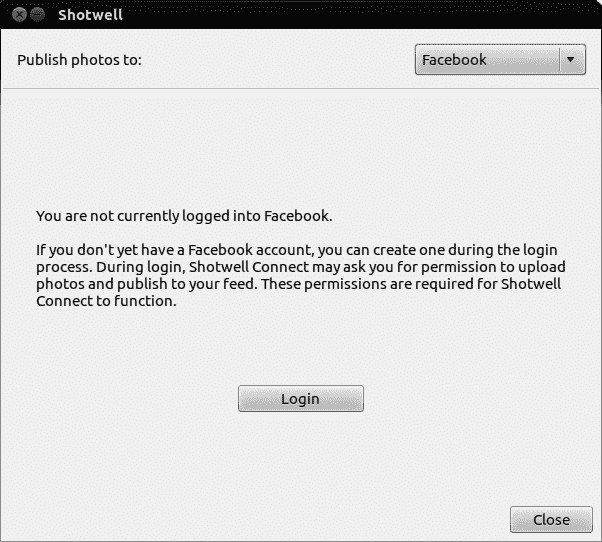 Shotwell
Publish photos to:
Facebook
You are not currently logged into Facebook.
If you don't yet have a Facebook account, you can create one during the login
process. During login, Shotwell Connect may ask you for permission to upload
photos and publish to your feed. These permissions are required for Shotwell
Connect to function.
Login
Close